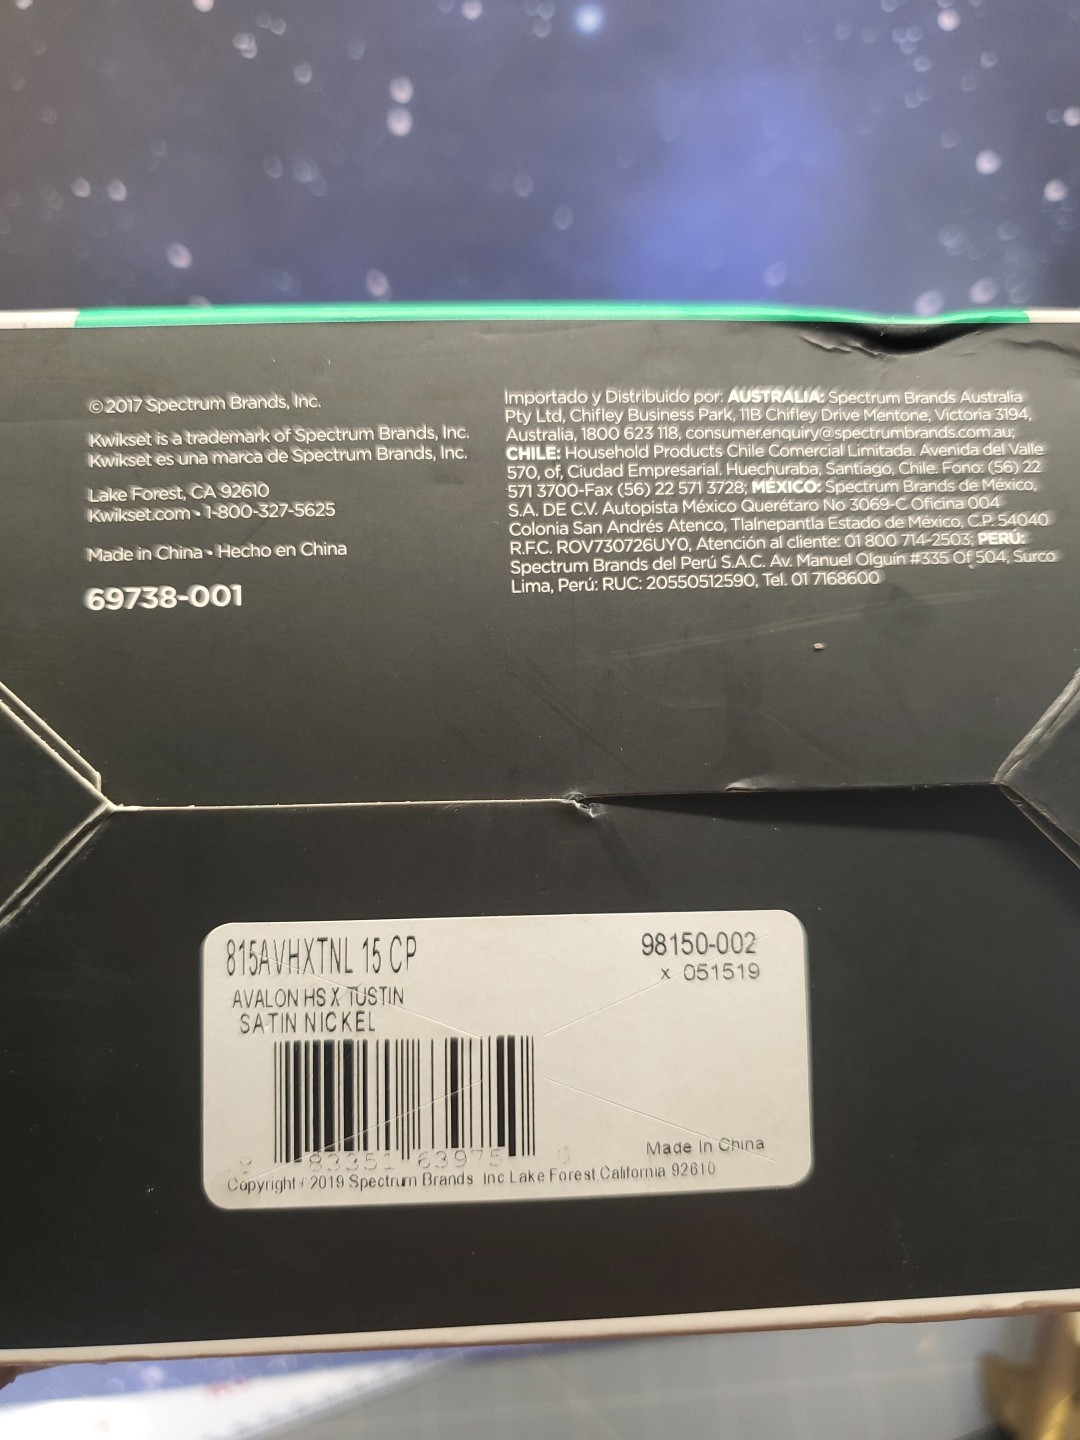 © 2017 Spectrum Brands, Inc.
Kwikset is a trademark of Spectrum Brands, Inc.
Kwikset es una marca de Spectrum Brands, Inc.
Lake Forest, CA 92610
Kwikset.com • 1-800-327-5625
Made in China • Hecho en China
69738-001
Importado y Distribuido por: AUSTRALIA: Spectrum Brands Australia
Pty Ltd, Chifley Business Park, 11B Chifley Drive Mentone, Victoria 3194,
Australia, 1800 623 118, consumer.enquiry@spectrumbrands.com.au;
CHILE: Household Products Chile Comercial Limitada. Avenida del Valle
570, of, Ciudad Empresarial. Huechuraba, Santiago, Chile. Fono: (56) 22
571 3700-Fax (56) 22 571 3728; MÉXICO: Spectrum Brands de México,
S.A. DE C.V. Autopista México Querétaro No 3069-C Oficina 004
Colonia San Andrés Atenco, Tlalnepantla Estado de México, C.P. 54040
R.F.C. ROV730726UY0, Atención al cliente: 01 800 714-2503; PERÚ:
Spectrum Brands del Perú S.A.C. Av. Manuel Olguín #335 Of 504, Surco
Lima, Perú: RUC: 20550512590, Tel. 01 7168600
815AVHXTNL 15 CP
98150-002
x 051519
AVALON HS X TUSTIN
SATIN NICKEL
83351 63975
Made In China
Copyright 2019 Spectrum Brands Inc Lake Forest, California 92610